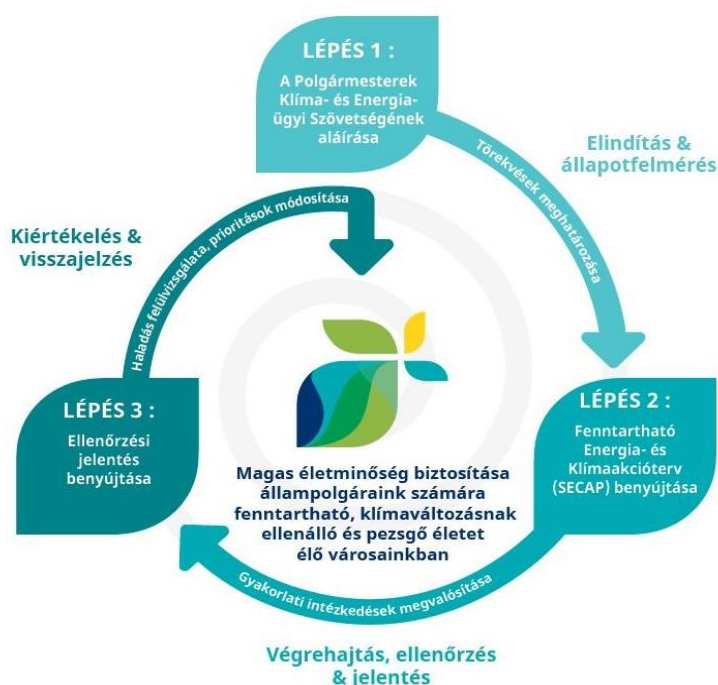 LÉPÉS 1 :
A Polgármesterek
Klíma- és Energia-
ügyi Szövetségének
aláírása
Törekvések meghatározása
Elindítás &
állapotfelmérés
LÉPÉS 2 :
Fenntartható
Energia- és
Klímaakcióterv
(SECAP) benyújtása
Gyakorlati intézkedések megvalósítása
Végrehajtás, ellenőrzés
& jelentés
LÉPÉS 3 :
Ellenőrzési
jelentés
benyújtása
Haladás felülvizsgálata, prioritások módosítása
Kiértékelés &
visszajelzés
Magas életminőség biztosítása
állampolgáraink számára
fenntartható, klímaváltozásnak
ellenálló és pezsgő életet
élő városainkban